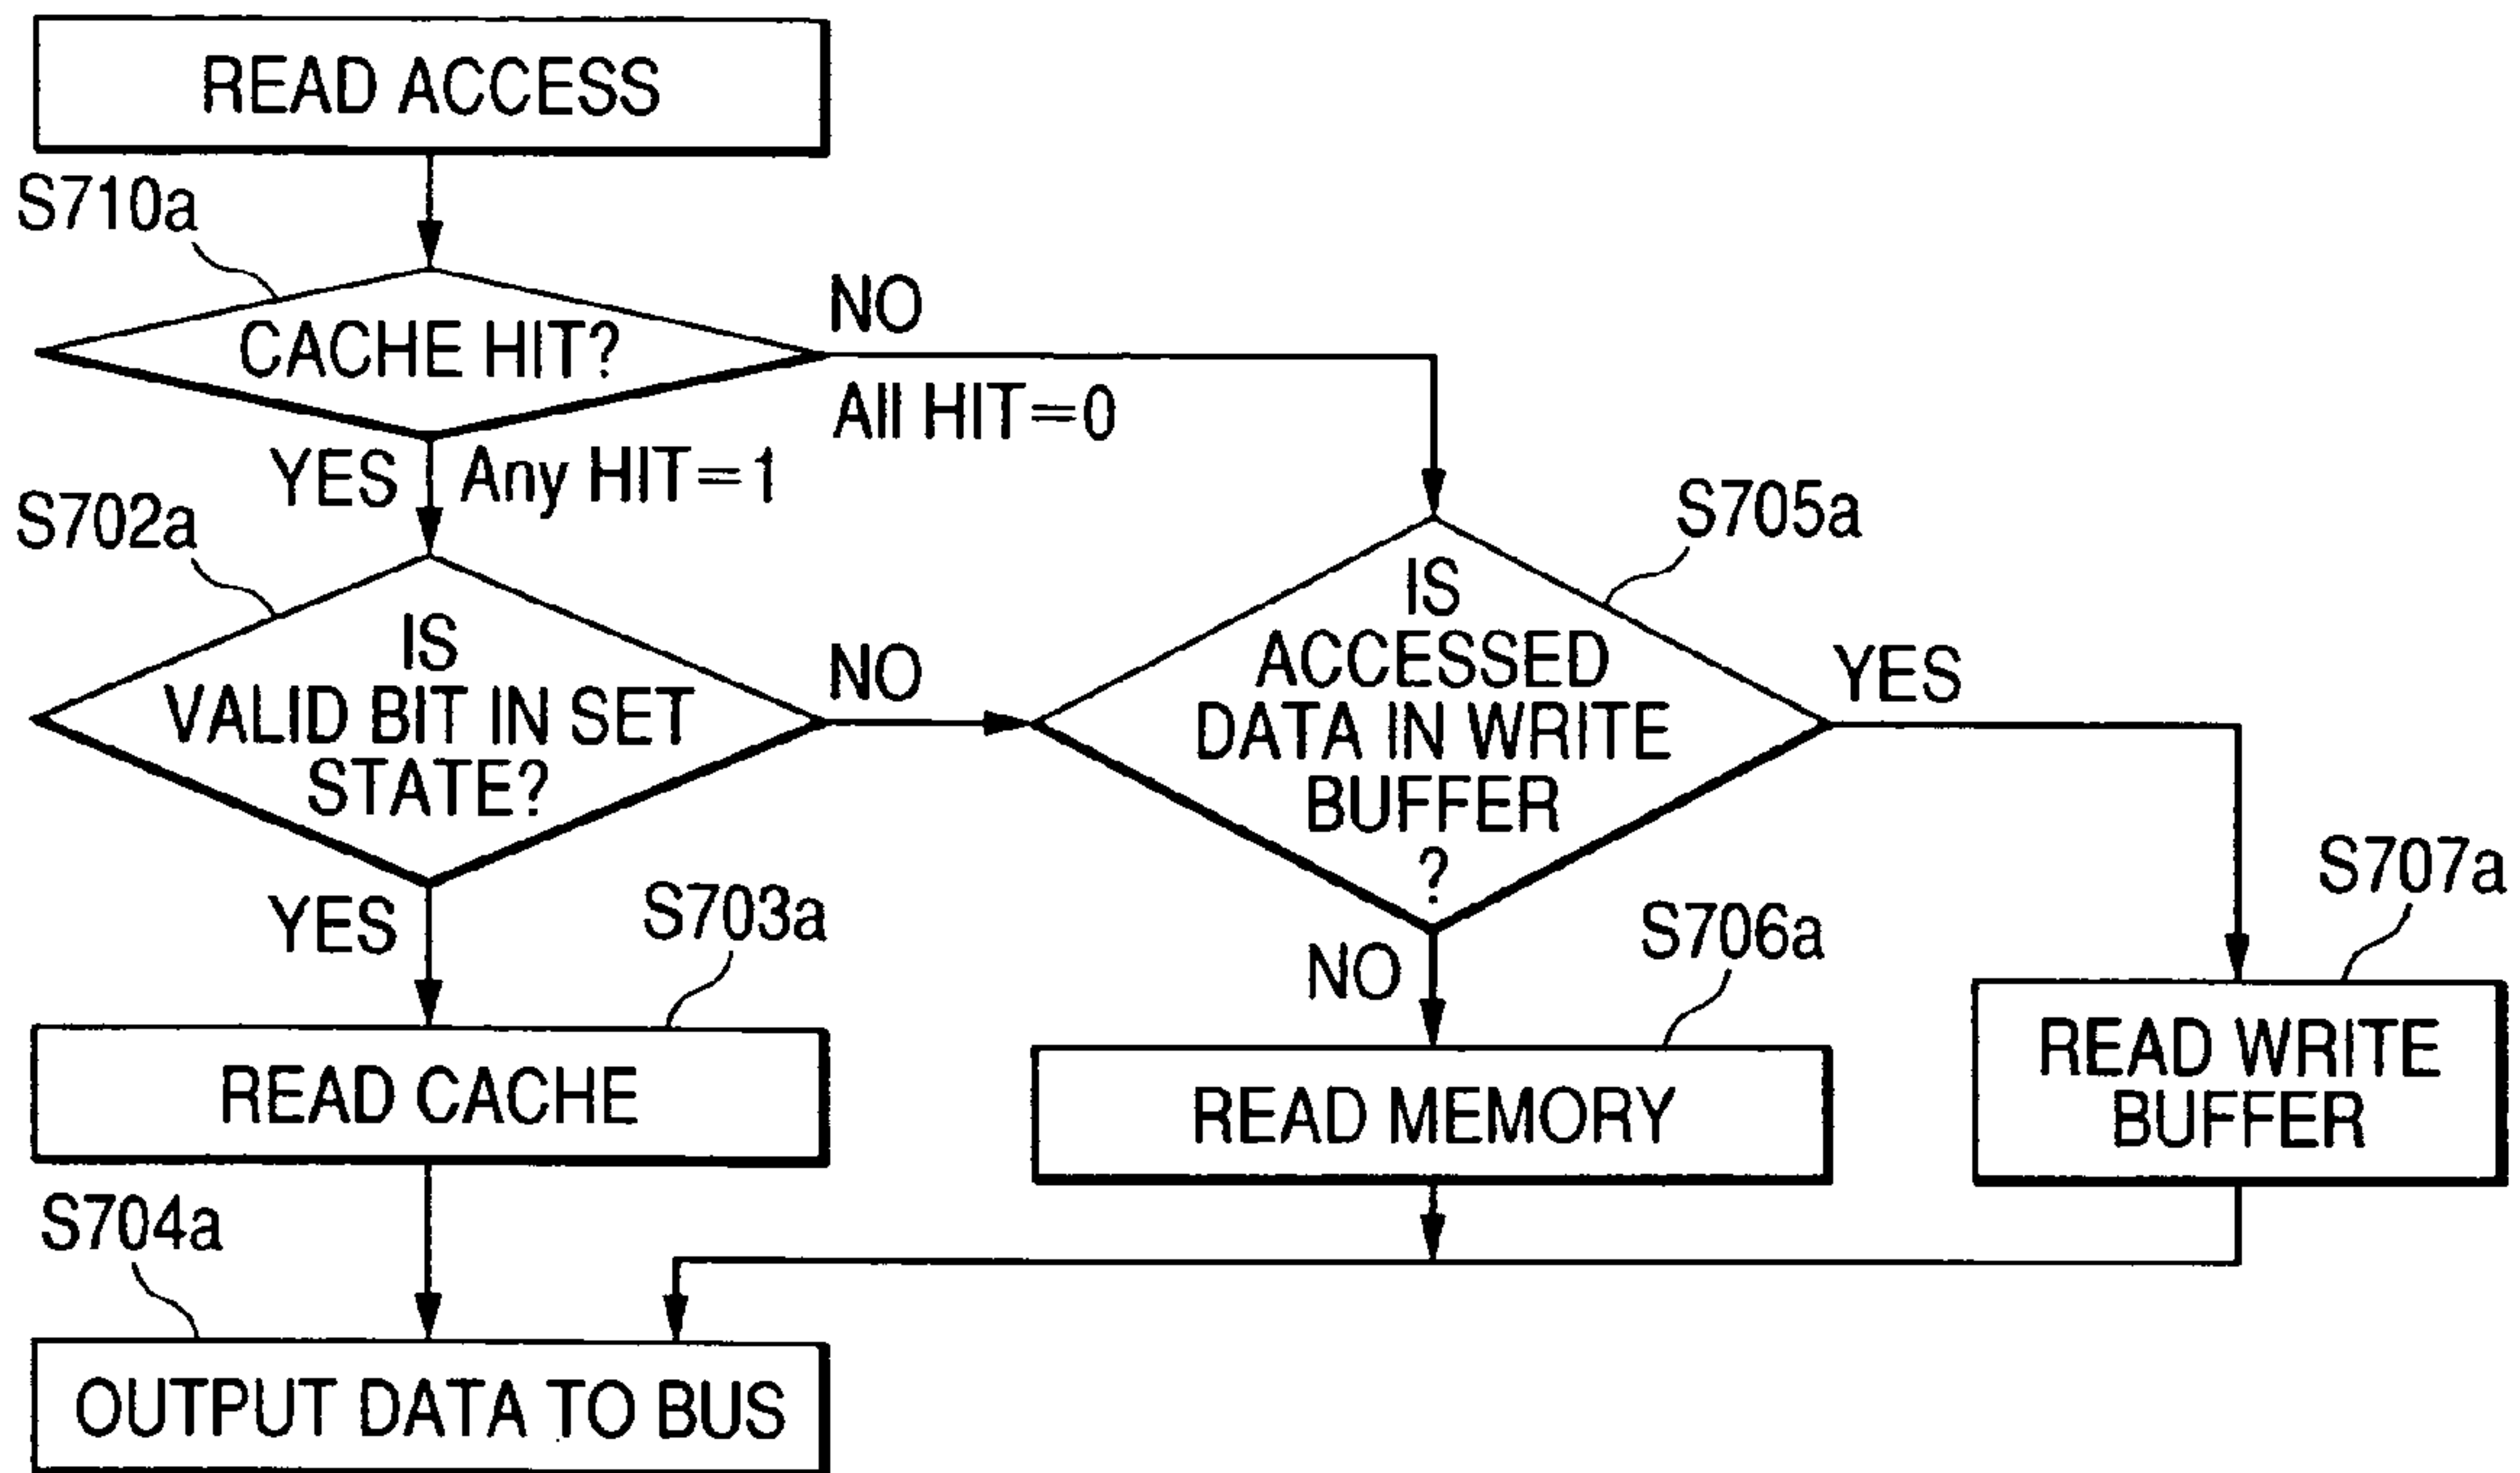 READ ACCESS
S710a
CACHE HIT?
NO
All HIT=0
YES
Any HIT=1
S702a
IS
VALID BIT IN SET
STATE?
NO
S705a
IS
ACCESSED
DATA IN WRITE
BUFFER
?
YES
YES
S703a
NO
S706a
S707a
READ CACHE
READ MEMORY
READ WRITE
BUFFER
S704a
OUTPUT DATA TO BUS